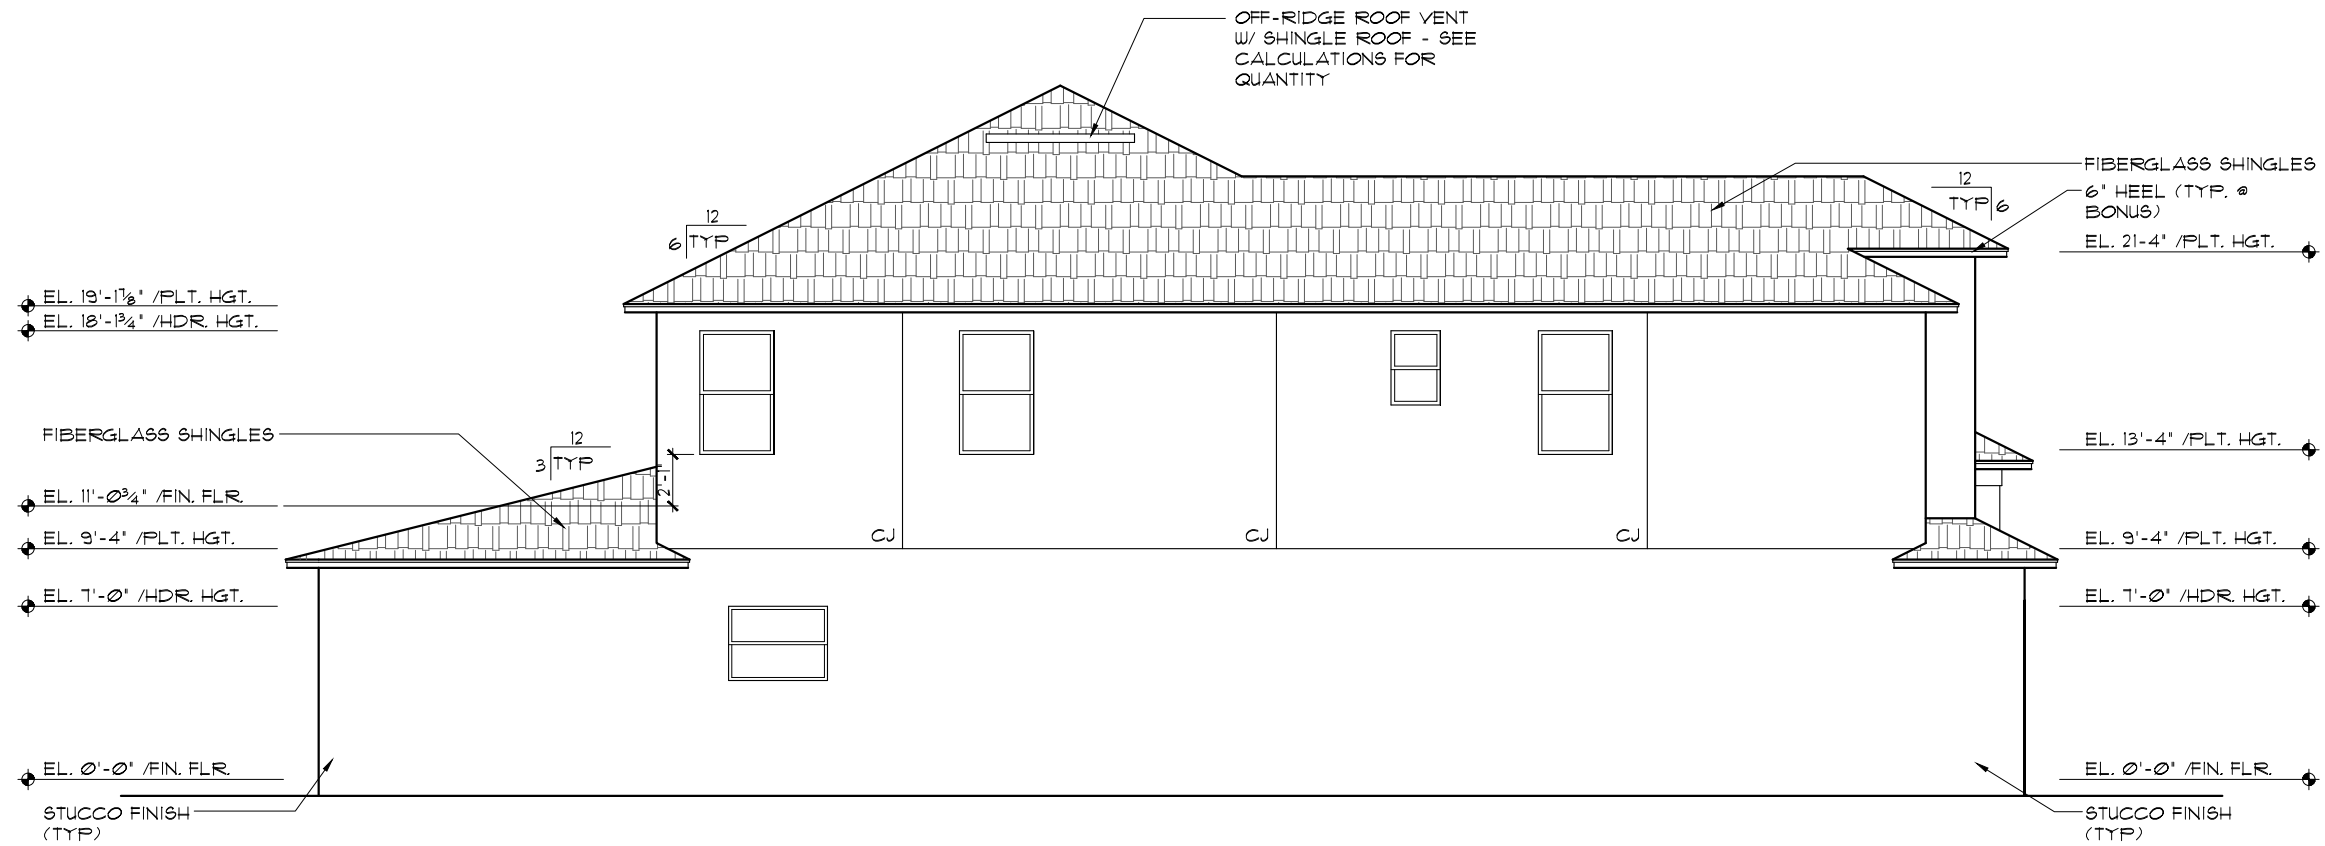 OFF-RIDGE ROOF VENT
W/ SHINGLE ROOF - SEE
CALCULATIONS FOR
QUANTITY
FIBERGLASS SHINGLES
12
TYP 6
6" HEEL (TYP. @
BONUS)
12
6 TYP
EL. 21-4" /PLT. HGT.
EL. 19'-1⅞" /PLT. HGT.
EL. 18'-1¾" /HDR. HGT.
FIBERGLASS SHINGLES
12
3 TYP
EL. 13'-4" /PLT. HGT.
2'-1"
EL. 11'-0¾" /FIN. FLR.
EL. 9'-4" /PLT. HGT.
CJ
CJ
CJ
EL. 9'-4" /PLT. HGT.
EL. 7'-0" /HDR. HGT.
EL. 7'-0" /HDR. HGT.
EL. 0'-0" /FIN. FLR.
EL. 0'-0" /FIN. FLR.
STUCCO FINISH
(TYP)
STUCCO FINISH
(TYP)